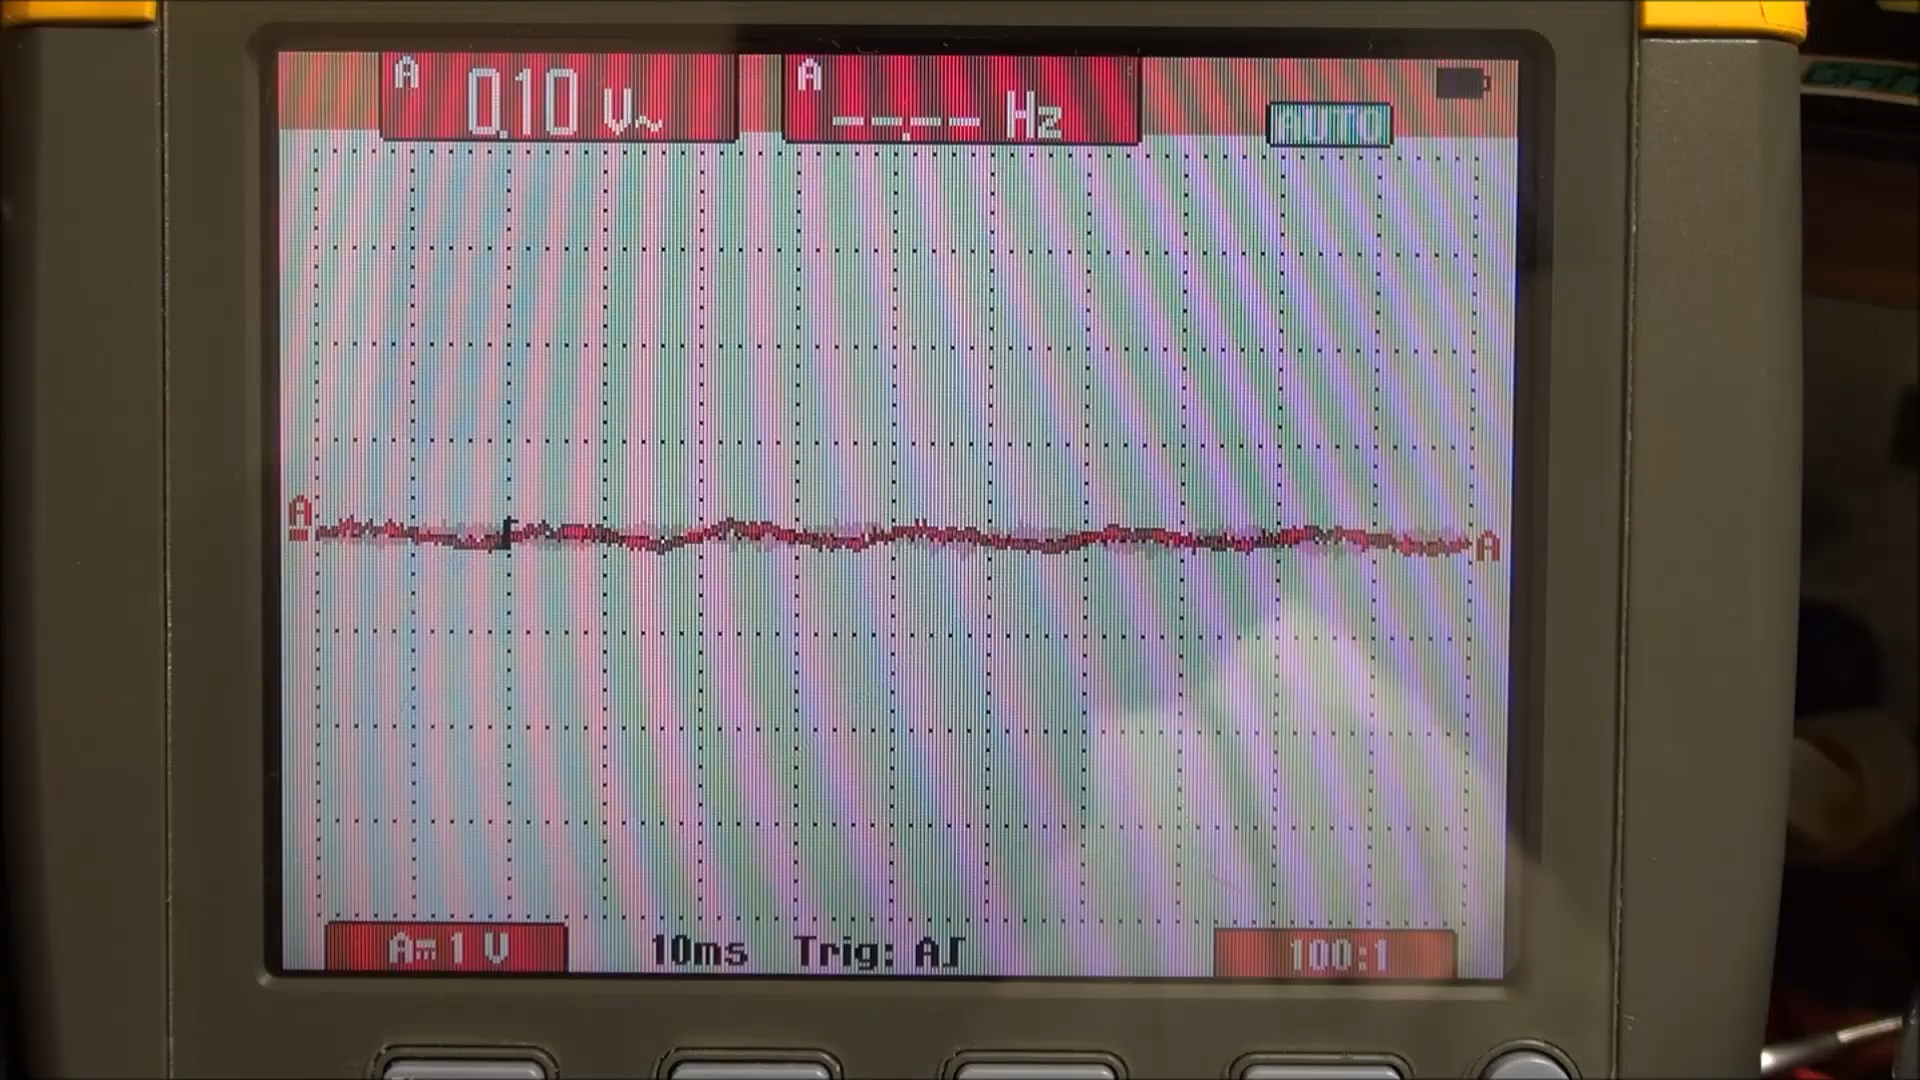 A 0.10 V~
A ---.-- Hz
AUTO
A
A
A 1 V
10ms Trig: A
100:1